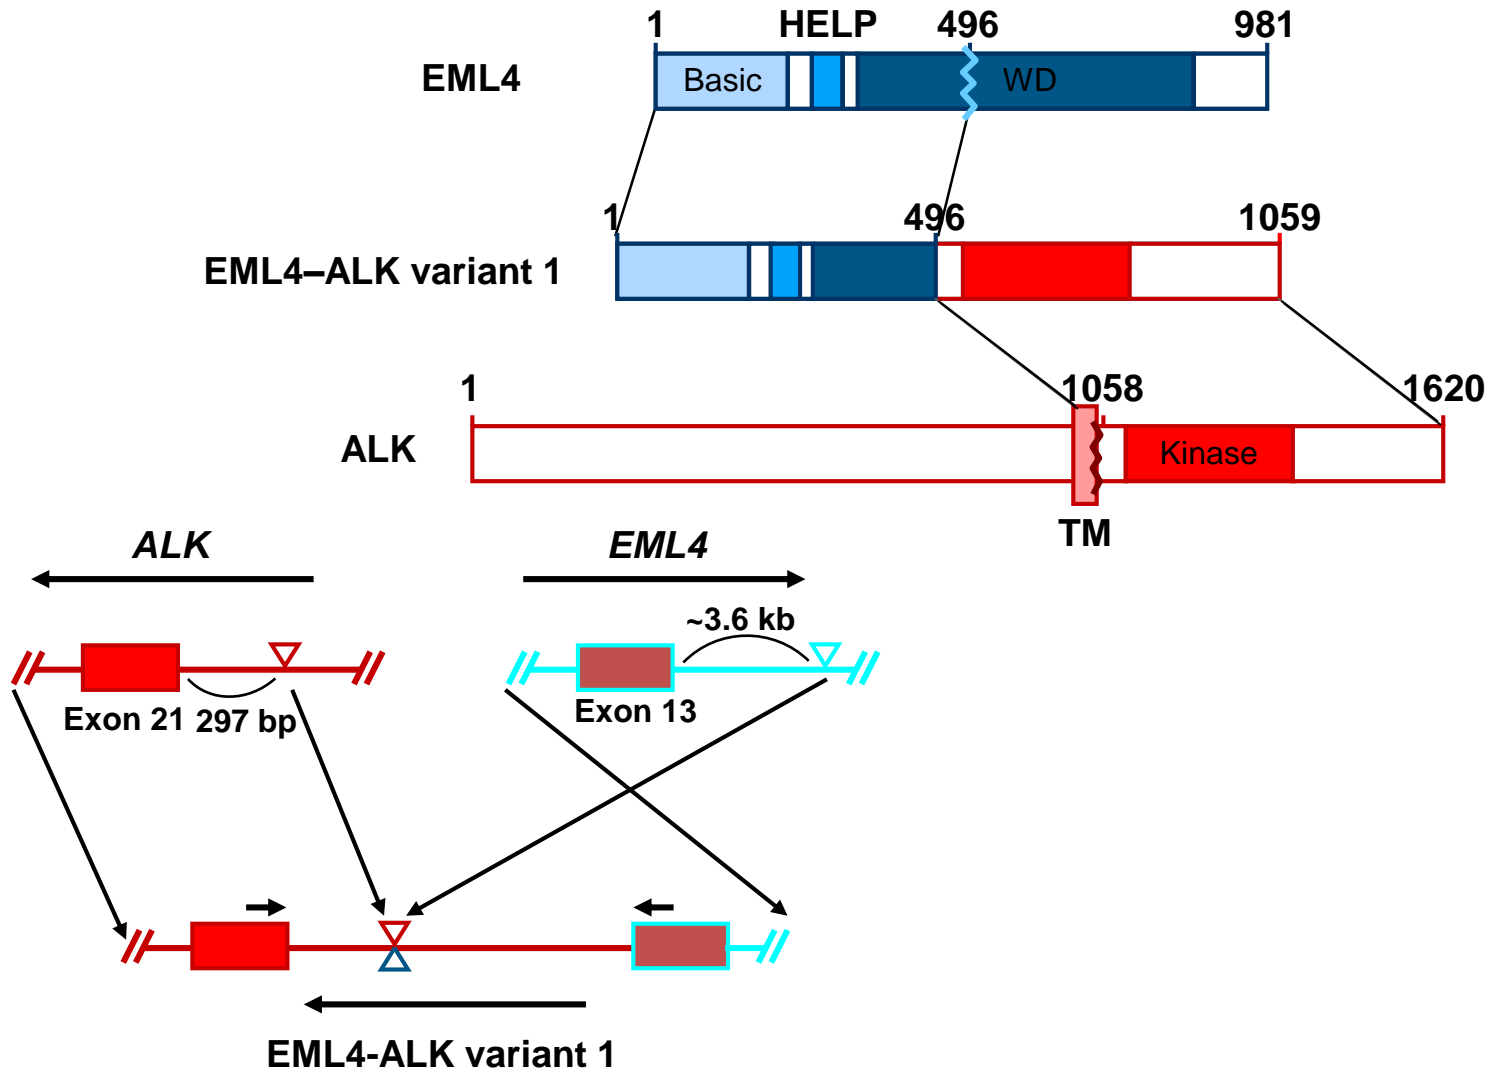 1 HELP 496 981
EML4 Basic WD
1 496 1059
EML4–ALK variant 1
1 1058 1620
ALK Kinase
TM
ALK EML4
~3.6 kb
Exon 21 297 bp Exon 13
EML4-ALK variant 1